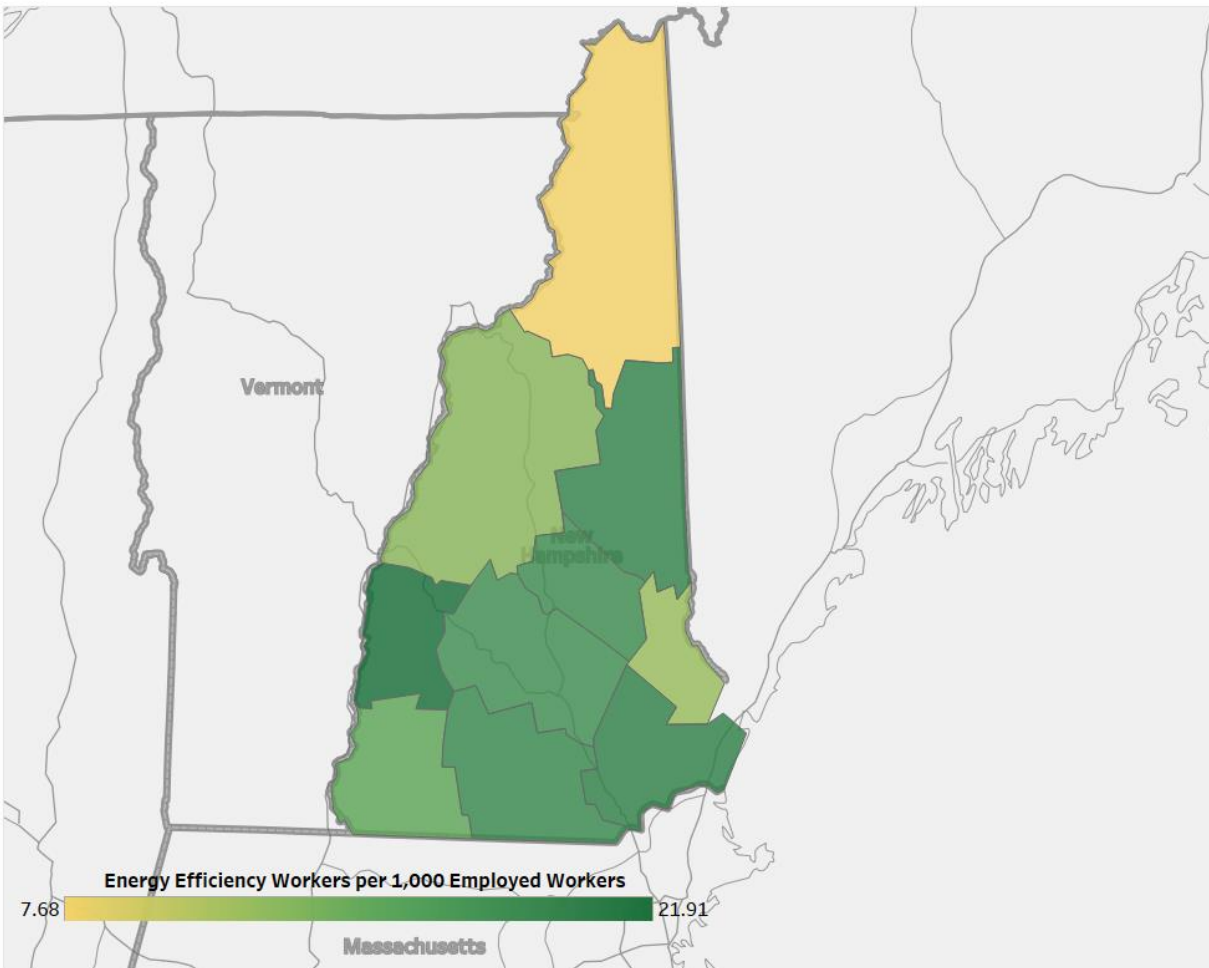 Vermont
New
Hampshire
Energy Efficiency Workers per 1,000 Employed Workers
7.68
21.91
Massachusetts